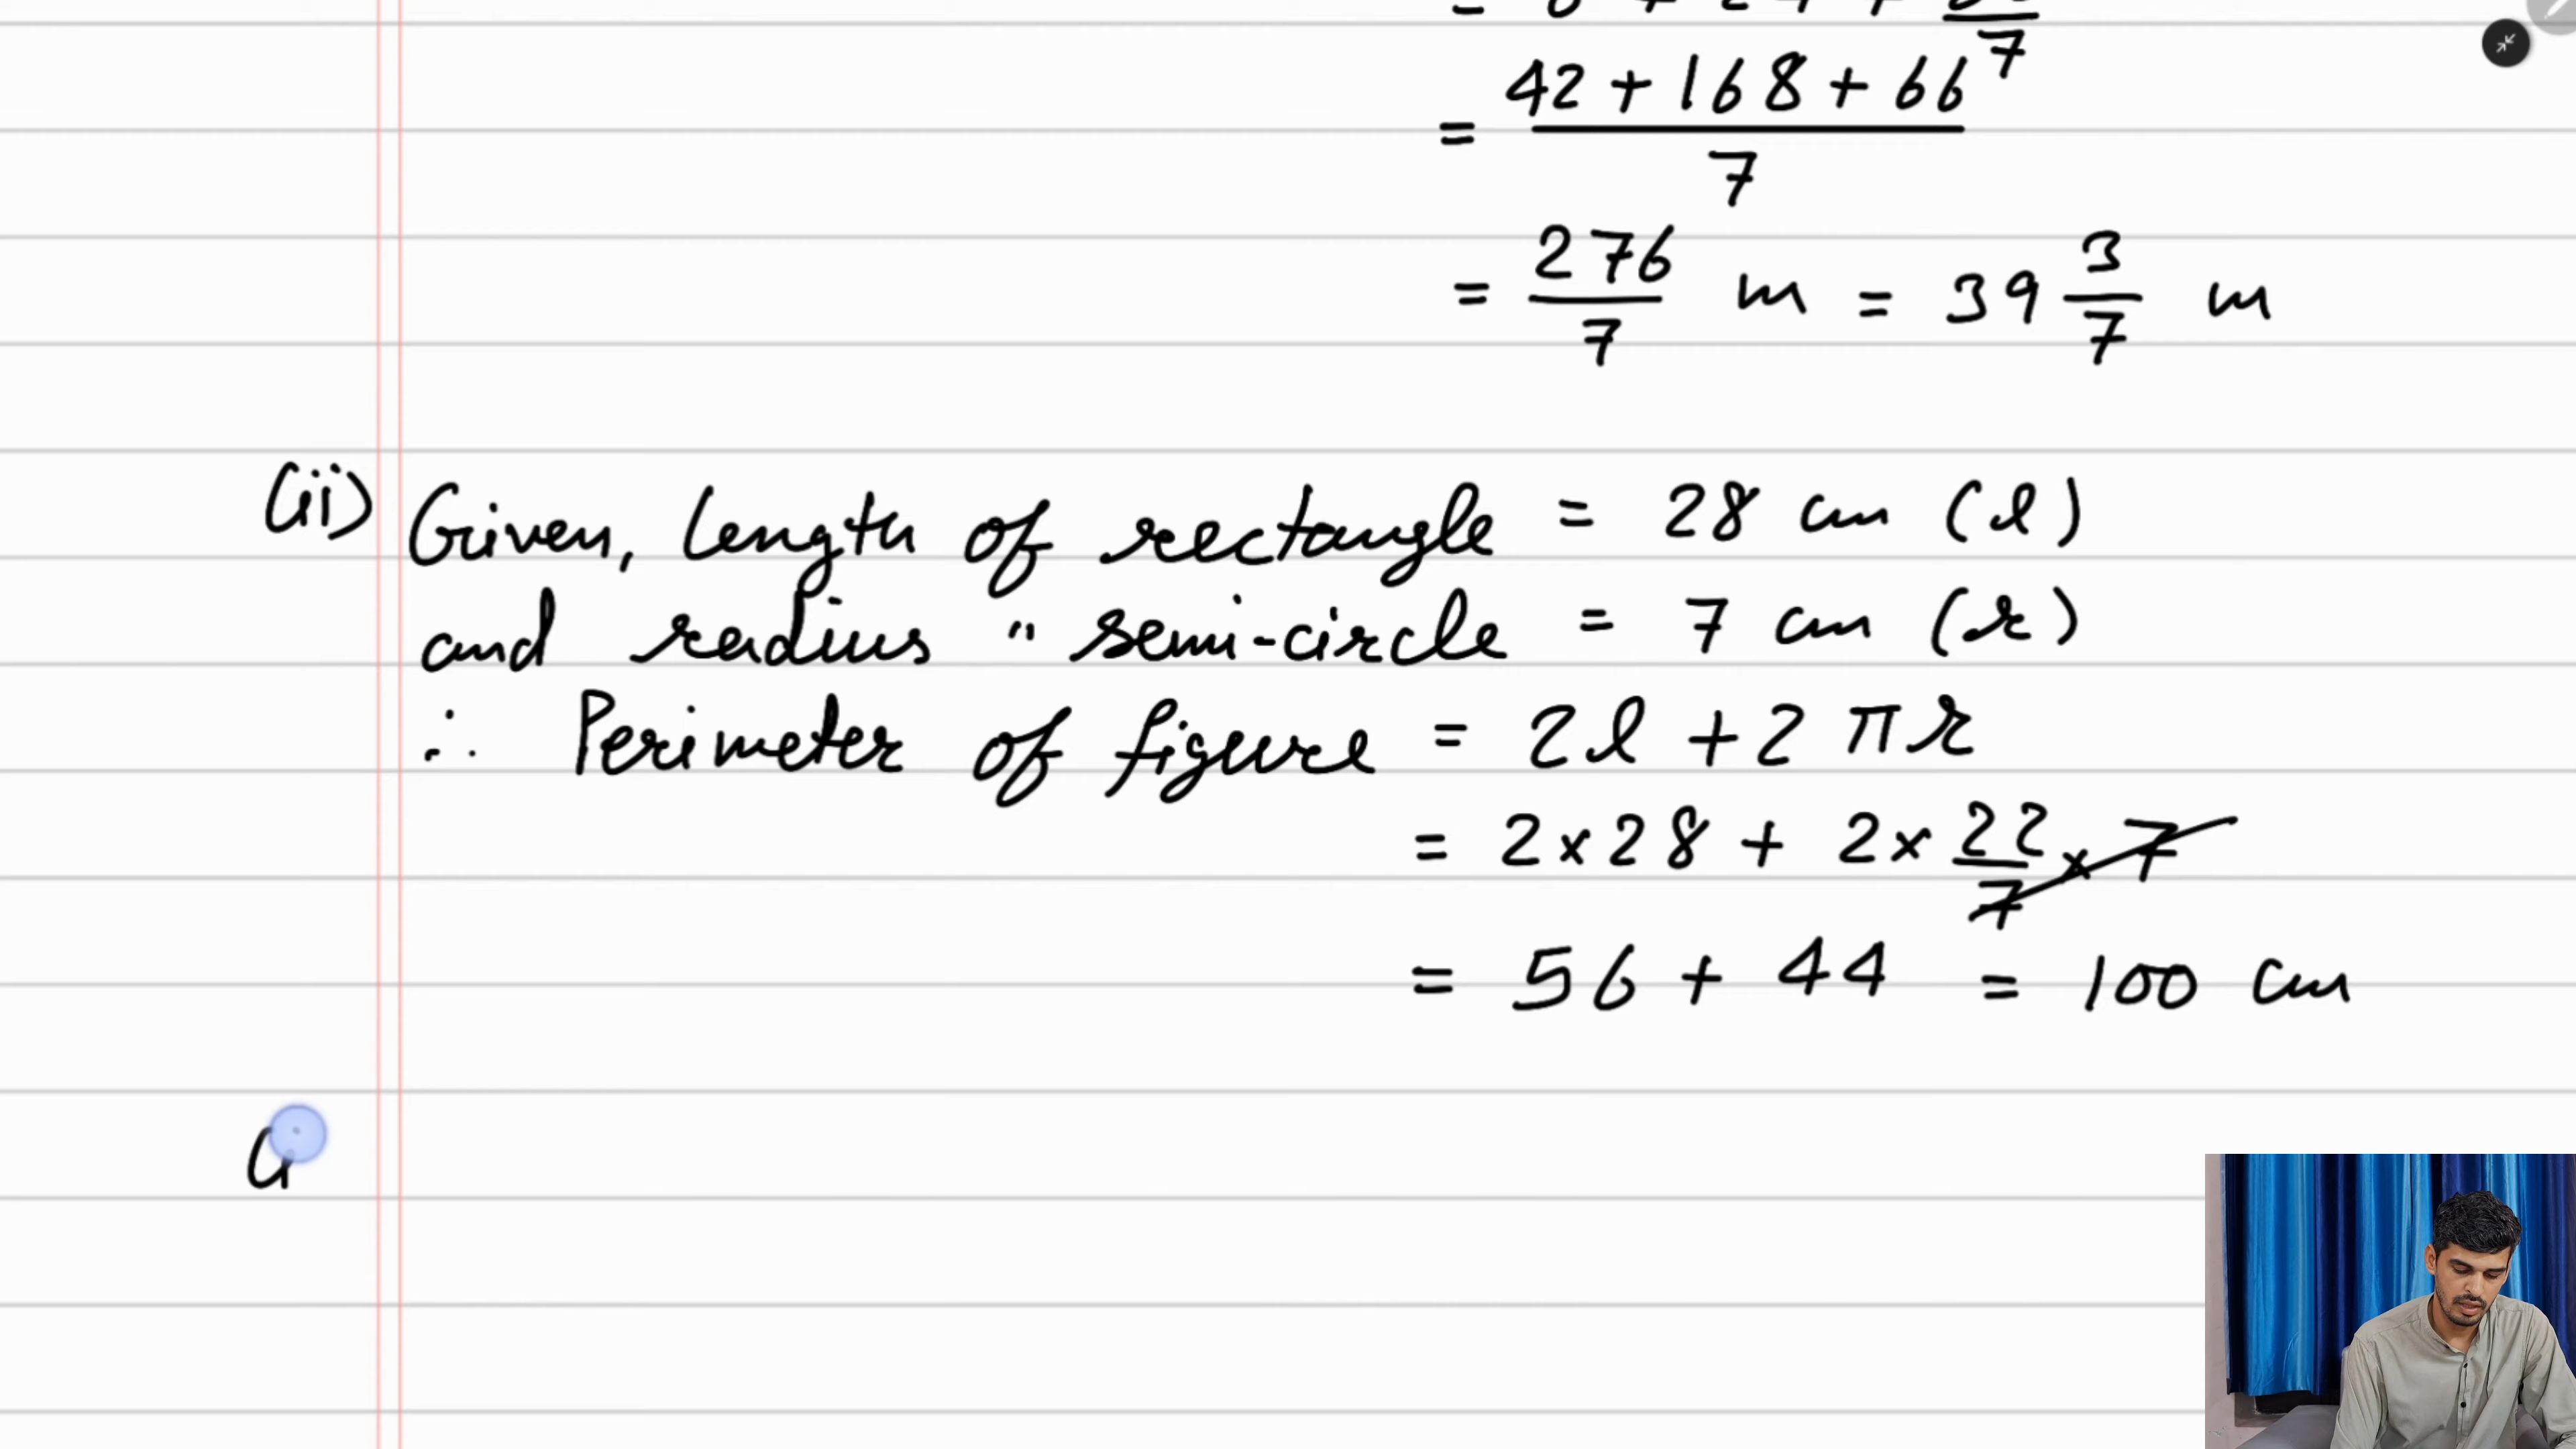 42 + 168 + 66
= ———
7
= 276/7 m = 39 3/7 m
(ii) Given, length of rectangle = 28 cm (l)
and radius " semi-circle = 7 cm (r)
∴ Perimeter of figure = 2l + 2πr
= 2×28 + 2× 22/7 × 7
= 56 + 44 = 100 cm